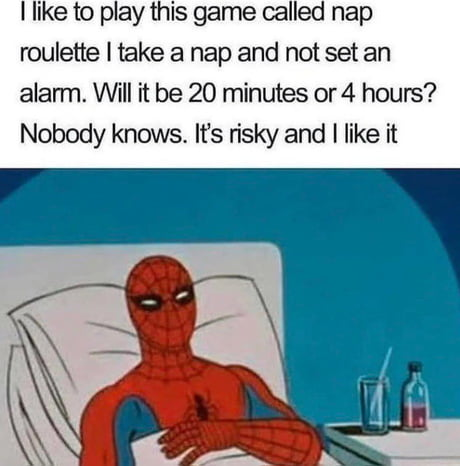 I like to play this game called nap
roulette I take a nap and not set an
alarm. Will it be 20 minutes or 4 hours?
Nobody knows. It's risky and I like it